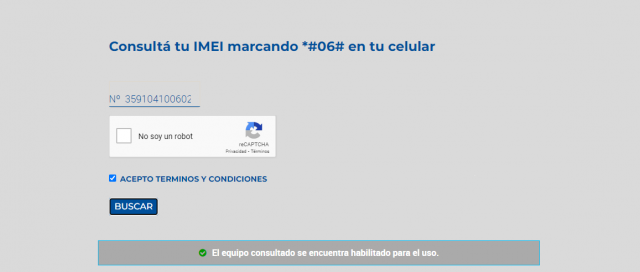 Consultá tu IMEI marcando *#06# en tu celular
Nº 359104100602
No soy un robot
reCAPTCHA
Privacidad - Términos
ACEPTO TERMINOS Y CONDICIONES
BUSCAR
El equipo consultado se encuentra habilitado para el uso.